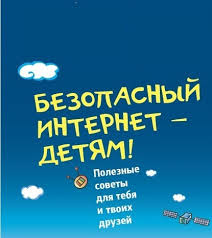 БЕЗОПАСНЫЙ
ИНТЕРНЕТ –
ДЕТЯМ!
Полезные
советы
для тебя
и твоих
друзей